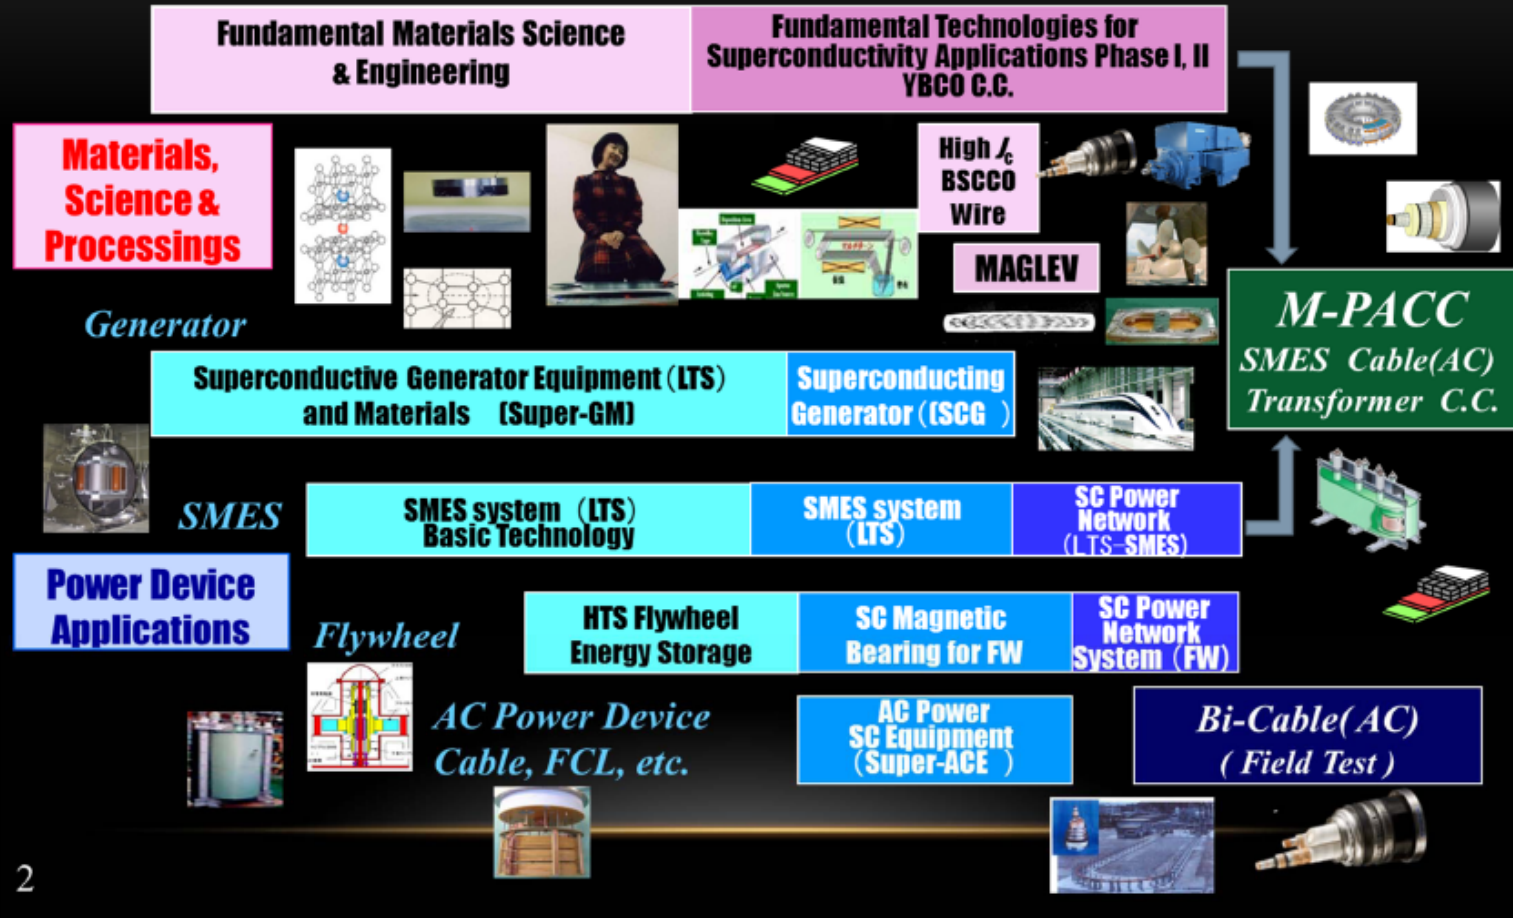 Fundamental Materials Science
& Engineering
Fundamental Technologies for
Superconductivity Applications Phase I, II
YBCO C.C.
Materials,
Science &
Processings
High Jc
BSCCO
Wire
MAGLEV
M-PACC
SMES Cable(AC)
Transformer C.C.
Generator
Superconductive Generator Equipment (LTS)
and Materials (Super-GM)
Superconducting
Generator ((SCG )
SMES
SMES system (LTS)
Basic Technology
SMES system
(LTS)
SC Power
Network
(LTS-SMES)
Power Device
Applications
Flywheel
HTS Flywheel
Energy Storage
SC Magnetic
Bearing for FW
SC Power
Network
System (FW)
AC Power Device
Cable, FCL, etc.
AC Power
SC Equipment
(Super-ACE )
Bi-Cable( AC)
( Field Test )
2